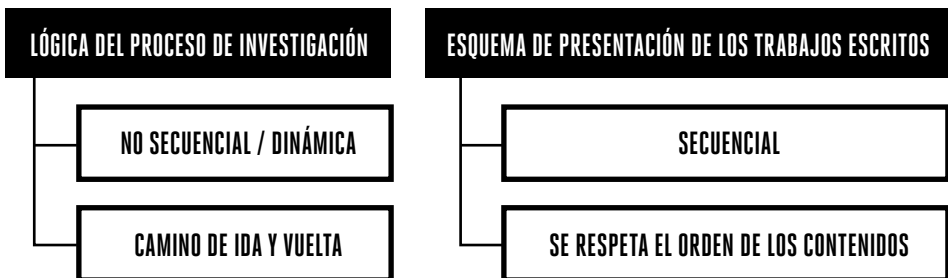 LÓGICA DEL PROCESO DE INVESTIGACIÓN
NO SECUENCIAL / DINÁMICA
CAMINO DE IDA Y VUELTA
ESQUEMA DE PRESENTACIÓN DE LOS TRABAJOS ESCRITOS
SECUENCIAL
SE RESPETA EL ORDEN DE LOS CONTENIDOS